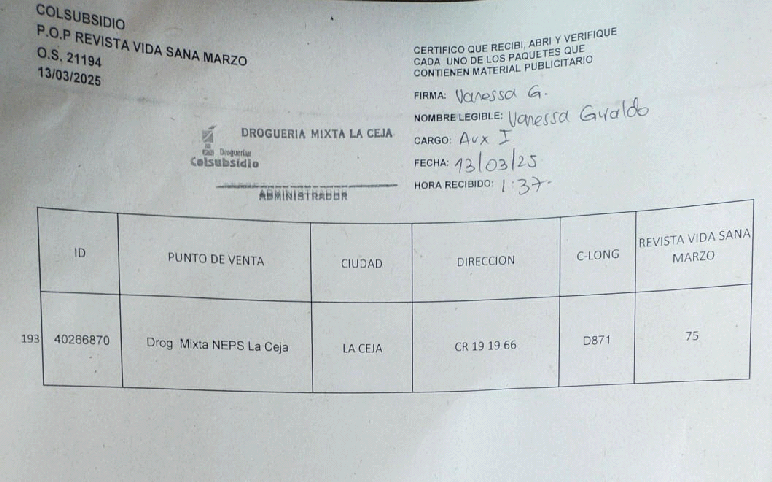 COLSUBSIDIO
P.O.P REVISTA VIDA SANA MARZO
O.S. 21194
13/03/2025
CERTIFICO QUE RECIBI, ABRI Y VERIFIQUE
CADA UNO DE LOS PAQUETES QUE
CONTIENEN MATERIAL PUBLICITARIO
FIRMA: Vanessa G.
NOMBRE LEGIBLE: Vanessa Giraldo
CARGO: Aux I
FECHA: 13/03/25
HORA RECIBIDO: 1:37
DROGUERIA MIXTA LA CEJA
Droguerías
Colsubsidio
ADMINISTRADOR
ID PUNTO DE VENTA CIUDAD DIRECCION C-LONG REVISTA VIDA SANA
MARZO
193 40266870 Drog Mixta NEPS La Ceja LA CEJA CR 19 19 66 D871 75